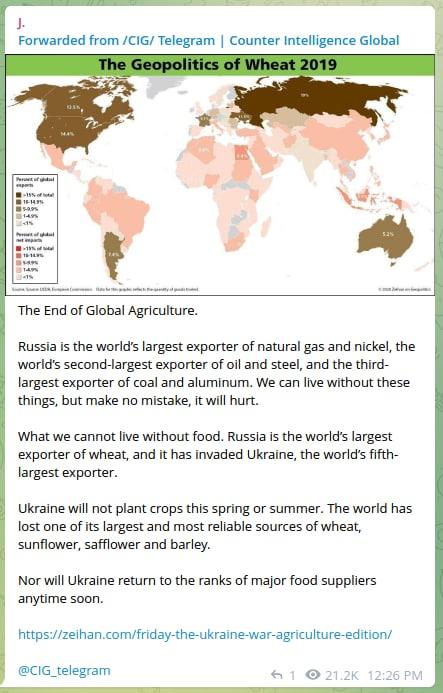 J.
Forwarded from /CIG/ Telegram | Counter Intelligence Global
The Geopolitics of Wheat 2019
12.5%
14.4%
19%
7.4%
5.2%
Percent of global
exports
>15% of total
10-14.9%
5-9.9%
1-4.9%
<1%
Percent of global
net imports
>15% of total
10-14.9%
5-9.9%
1-4.9%
<1%
Source: Source: USDA, European Commission Data for this graphic reflects the quantity of goods traded.
© 2020 Zeihan on Geopolitics
The End of Global Agriculture.
Russia is the world's largest exporter of natural gas and nickel, the
world's second-largest exporter of oil and steel, and the third-
largest exporter of coal and aluminum. We can live without these
things, but make no mistake, it will hurt.
What we cannot live without food. Russia is the world's largest
exporter of wheat, and it has invaded Ukraine, the world's fifth-
largest exporter.
Ukraine will not plant crops this spring or summer. The world has
lost one of its largest and most reliable sources of wheat,
sunflower, safflower and barley.
Nor will Ukraine return to the ranks of major food suppliers
anytime soon.
https://zeihan.com/friday-the-ukraine-war-agriculture-edition/
@CIG_telegram
1 21.2K 12:26 PM